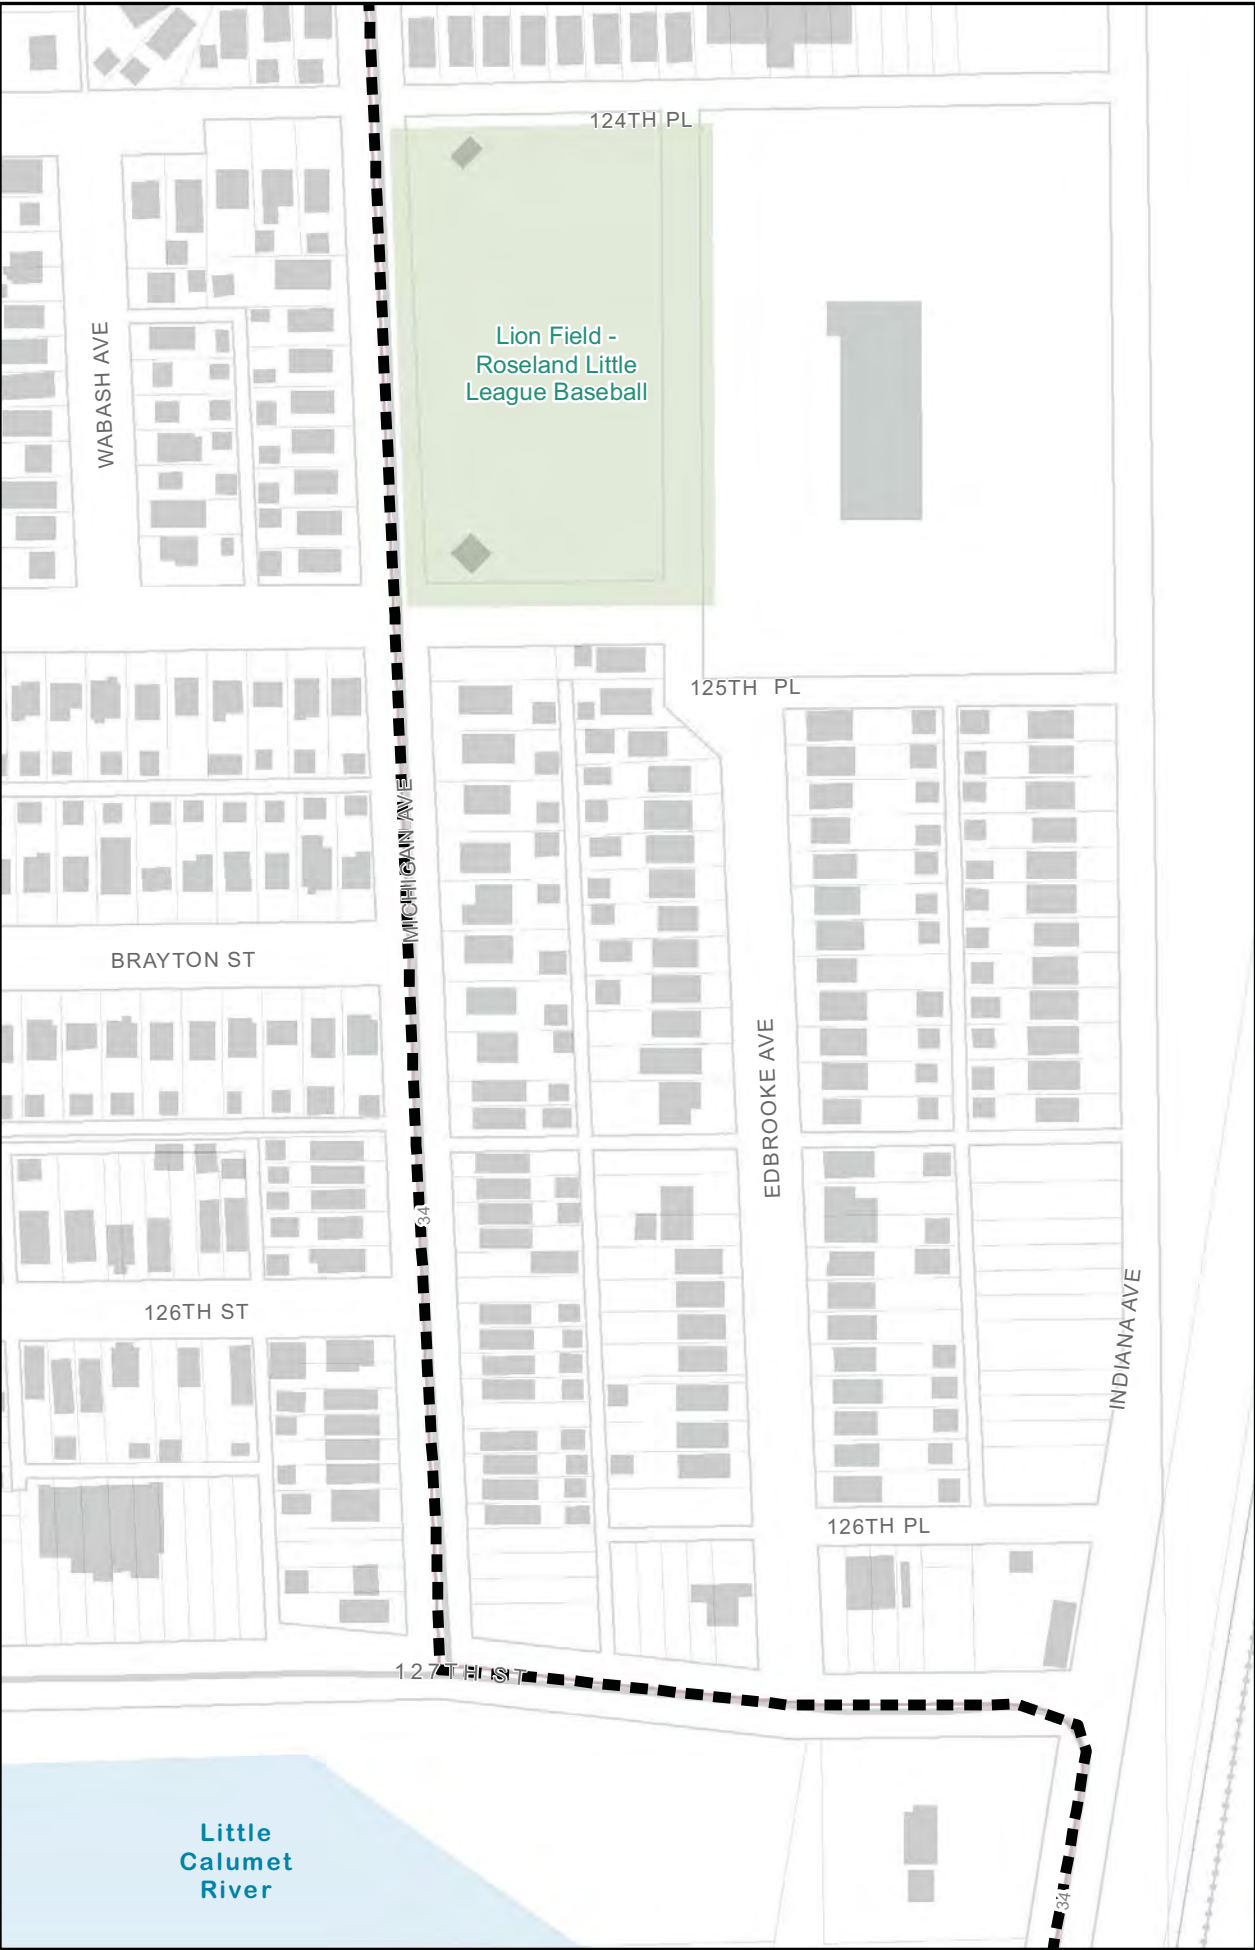 124TH PL
WABASH AVE
Lion Field -
Roseland Little
League Baseball
125TH PL
MICHIGAN AVE
BRAYTON ST
EDBROOKE AVE
34
126TH ST
INDIANA AVE
126TH PL
127TH ST
Little
Calumet
River
34